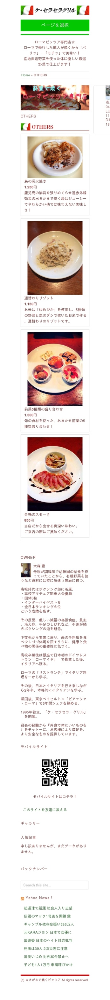 ケ・セラセラグリル
ページを選択
ローマピッツァ専門店☆
ローマで修行した職人が焼くから「パ
リッ」・「モチッ」で美味い！
産地直送野菜を使った体に優しい厳選
野菜で仕上げます！
Home » OTHERS
薪窯で焼く
ローマピッツァ専門店
OTHERS
OTHERS
鳥の炭火焼き
1,250円
鹿児島の溶岩を張りめぐらせ遠赤外線
効果の出るかまで焼く鳥はジューシー
でやわらかい他では味わえない美味し
さ！
週替わりリゾット
1,150円
お米は「ゆめぴか」を使用し、5種類
の野菜と魚のダシで炊いたお米で作る
、週替わりのリゾットです。
前菜5種類の盛り合わせ
1,300円
旬の食材を使った、おまかせ前菜の5
種類盛り合わせ！
合鴨のスモーク
850円
当店だから出せる奥深い味わい。
ご来店の際はご賞味ください。
OWNER
大森 豊
母親が調理師で幼稚園の給食を作
っていたことから、有機野菜を使
うなど食材には特に気遣う家庭に育つ。
高校時代はボクシング部に所属。
・高校アマチュア関東大会優勝
・国体3位
・インターハイベスト８
・全日本ランキング６位
という成績を残す。
その反面、厳しい減量の為拒食症、貧血
、冷え症、手足のしびれなど、不調が続
きボクシングの道を断念。
下宿先から実家に戻り、母の手料理を食
べ少しづづ体調を戻すうちに、健康と食
べ物の関係の重要性に気づく。
高校卒業後は銀座で日本初のドイツレス
トラン「ローマイヤ」　で修業した後、
イタリアへ渡る。
ローマの「リストランテ」でイタリア料
理を一から学ぶ。
その後、日本とイタリアを行き来しなが
ら2年半、本格的にイタリアンを学ぶ。
帰国後、東京ベイヒルトン「ピアッツァ
・ローマ」で5年間シェフを務める。
1995年独立、「ケ・セラセラ・グリル」
　を開業。
過去の経験から『外食で体にいいものを
』をモットーに、お客様により満足を、
より安全なものを提供しています。
モバイルサイト
モバイルサイトはコチラ！
このサイトを友達に教える
ギャラリー
人気記事
申し訳ありませんが、まだデータがあり
ません。
バックナンバー
Search this site...
Yahoo News！
超遅球で話題 社会人入り志望
伝説のマック1号店を閉鎖 露
ギャンブル依存症疑い536万人
元KARAジヨン 日本で女優に
国連委 日本のヘイト対応批判
死者は39人 2次災害に注意
済美いじめ 対外試合禁止へ
子ども1人1万円 申請呼びかけ
(c) まきがまで焼くピッツア All rights reserved
04
LU
11
DI
18